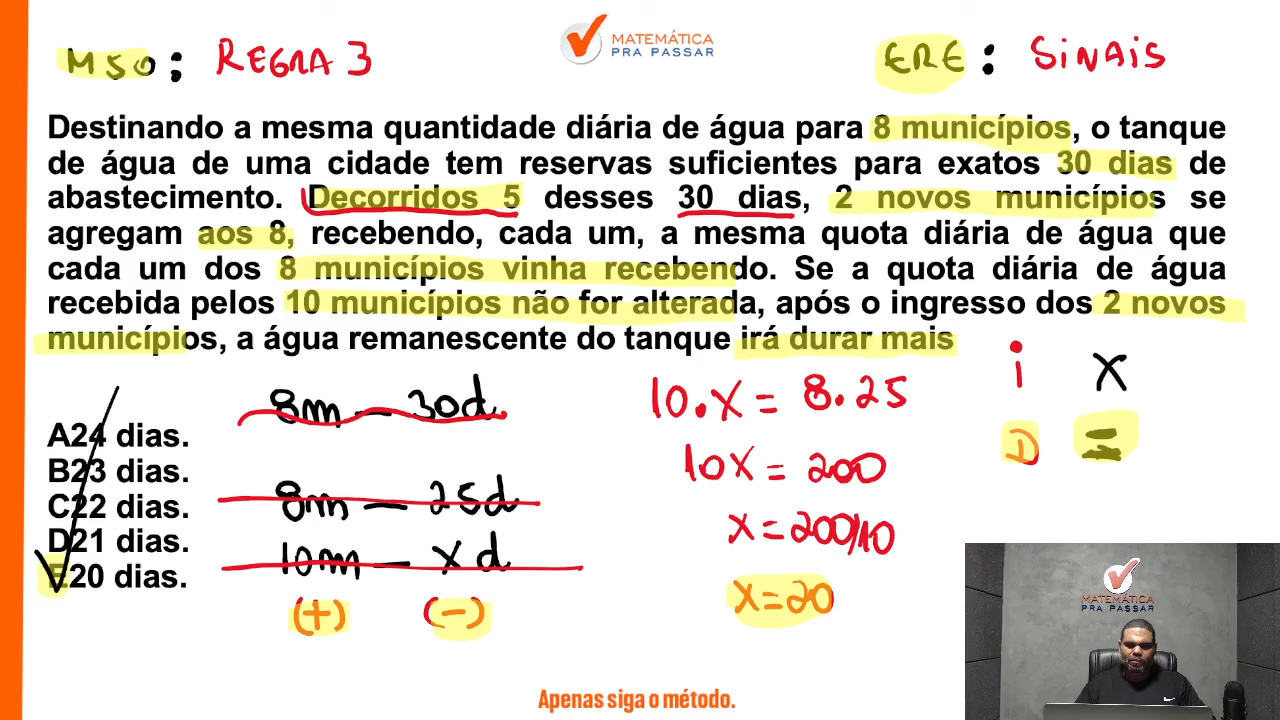 MSO: REGRA 3
MATEMÁTICA
PRA PASSAR
ERE: SiNAiS
Destinando a mesma quantidade diária de água para 8 municípios, o tanque
de água de uma cidade tem reservas suficientes para exatos 30 dias de
abastecimento. Decorridos 5 desses 30 dias, 2 novos municípios se
agregam aos 8, recebendo, cada um, a mesma quota diária de água que
cada um dos 8 municípios vinha recebendo. Se a quota diária de água
recebida pelos 10 municípios não for alterada, após o ingresso dos 2 novos
municípios, a água remanescente do tanque irá durar mais
A24 dias.
B23 dias.
C22 dias.
D21 dias.
E20 dias.
8m — 30d
8m — 25d
10m — x d
(+) (-)
10.x = 8.25
10x = 200
x = 200/10
x = 20
i x
D =
MATEMÁTICA
PRA PASSAR
Apenas siga o método.